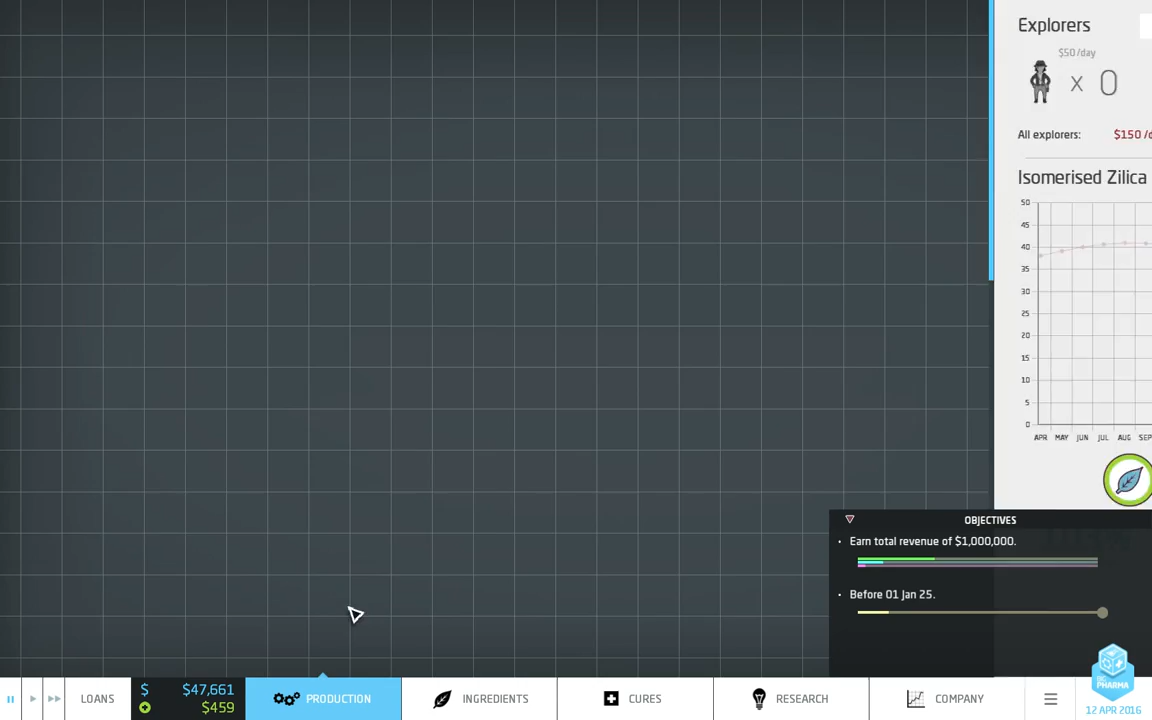 Explorers
$50 /day
x 0
All explorers: $150 /d
Isomerised Zilica
50
45
40
35
30
25
20
15
10
5
0
APR MAY JUN JUL AUG SEP
OBJECTIVES
Earn total revenue of $1,000,000.
Before 01 Jan 25.
LOANS
$ $47,661
$459
PRODUCTION
INGREDIENTS
CURES
RESEARCH
COMPANY
PHARMA
12 APR 2016